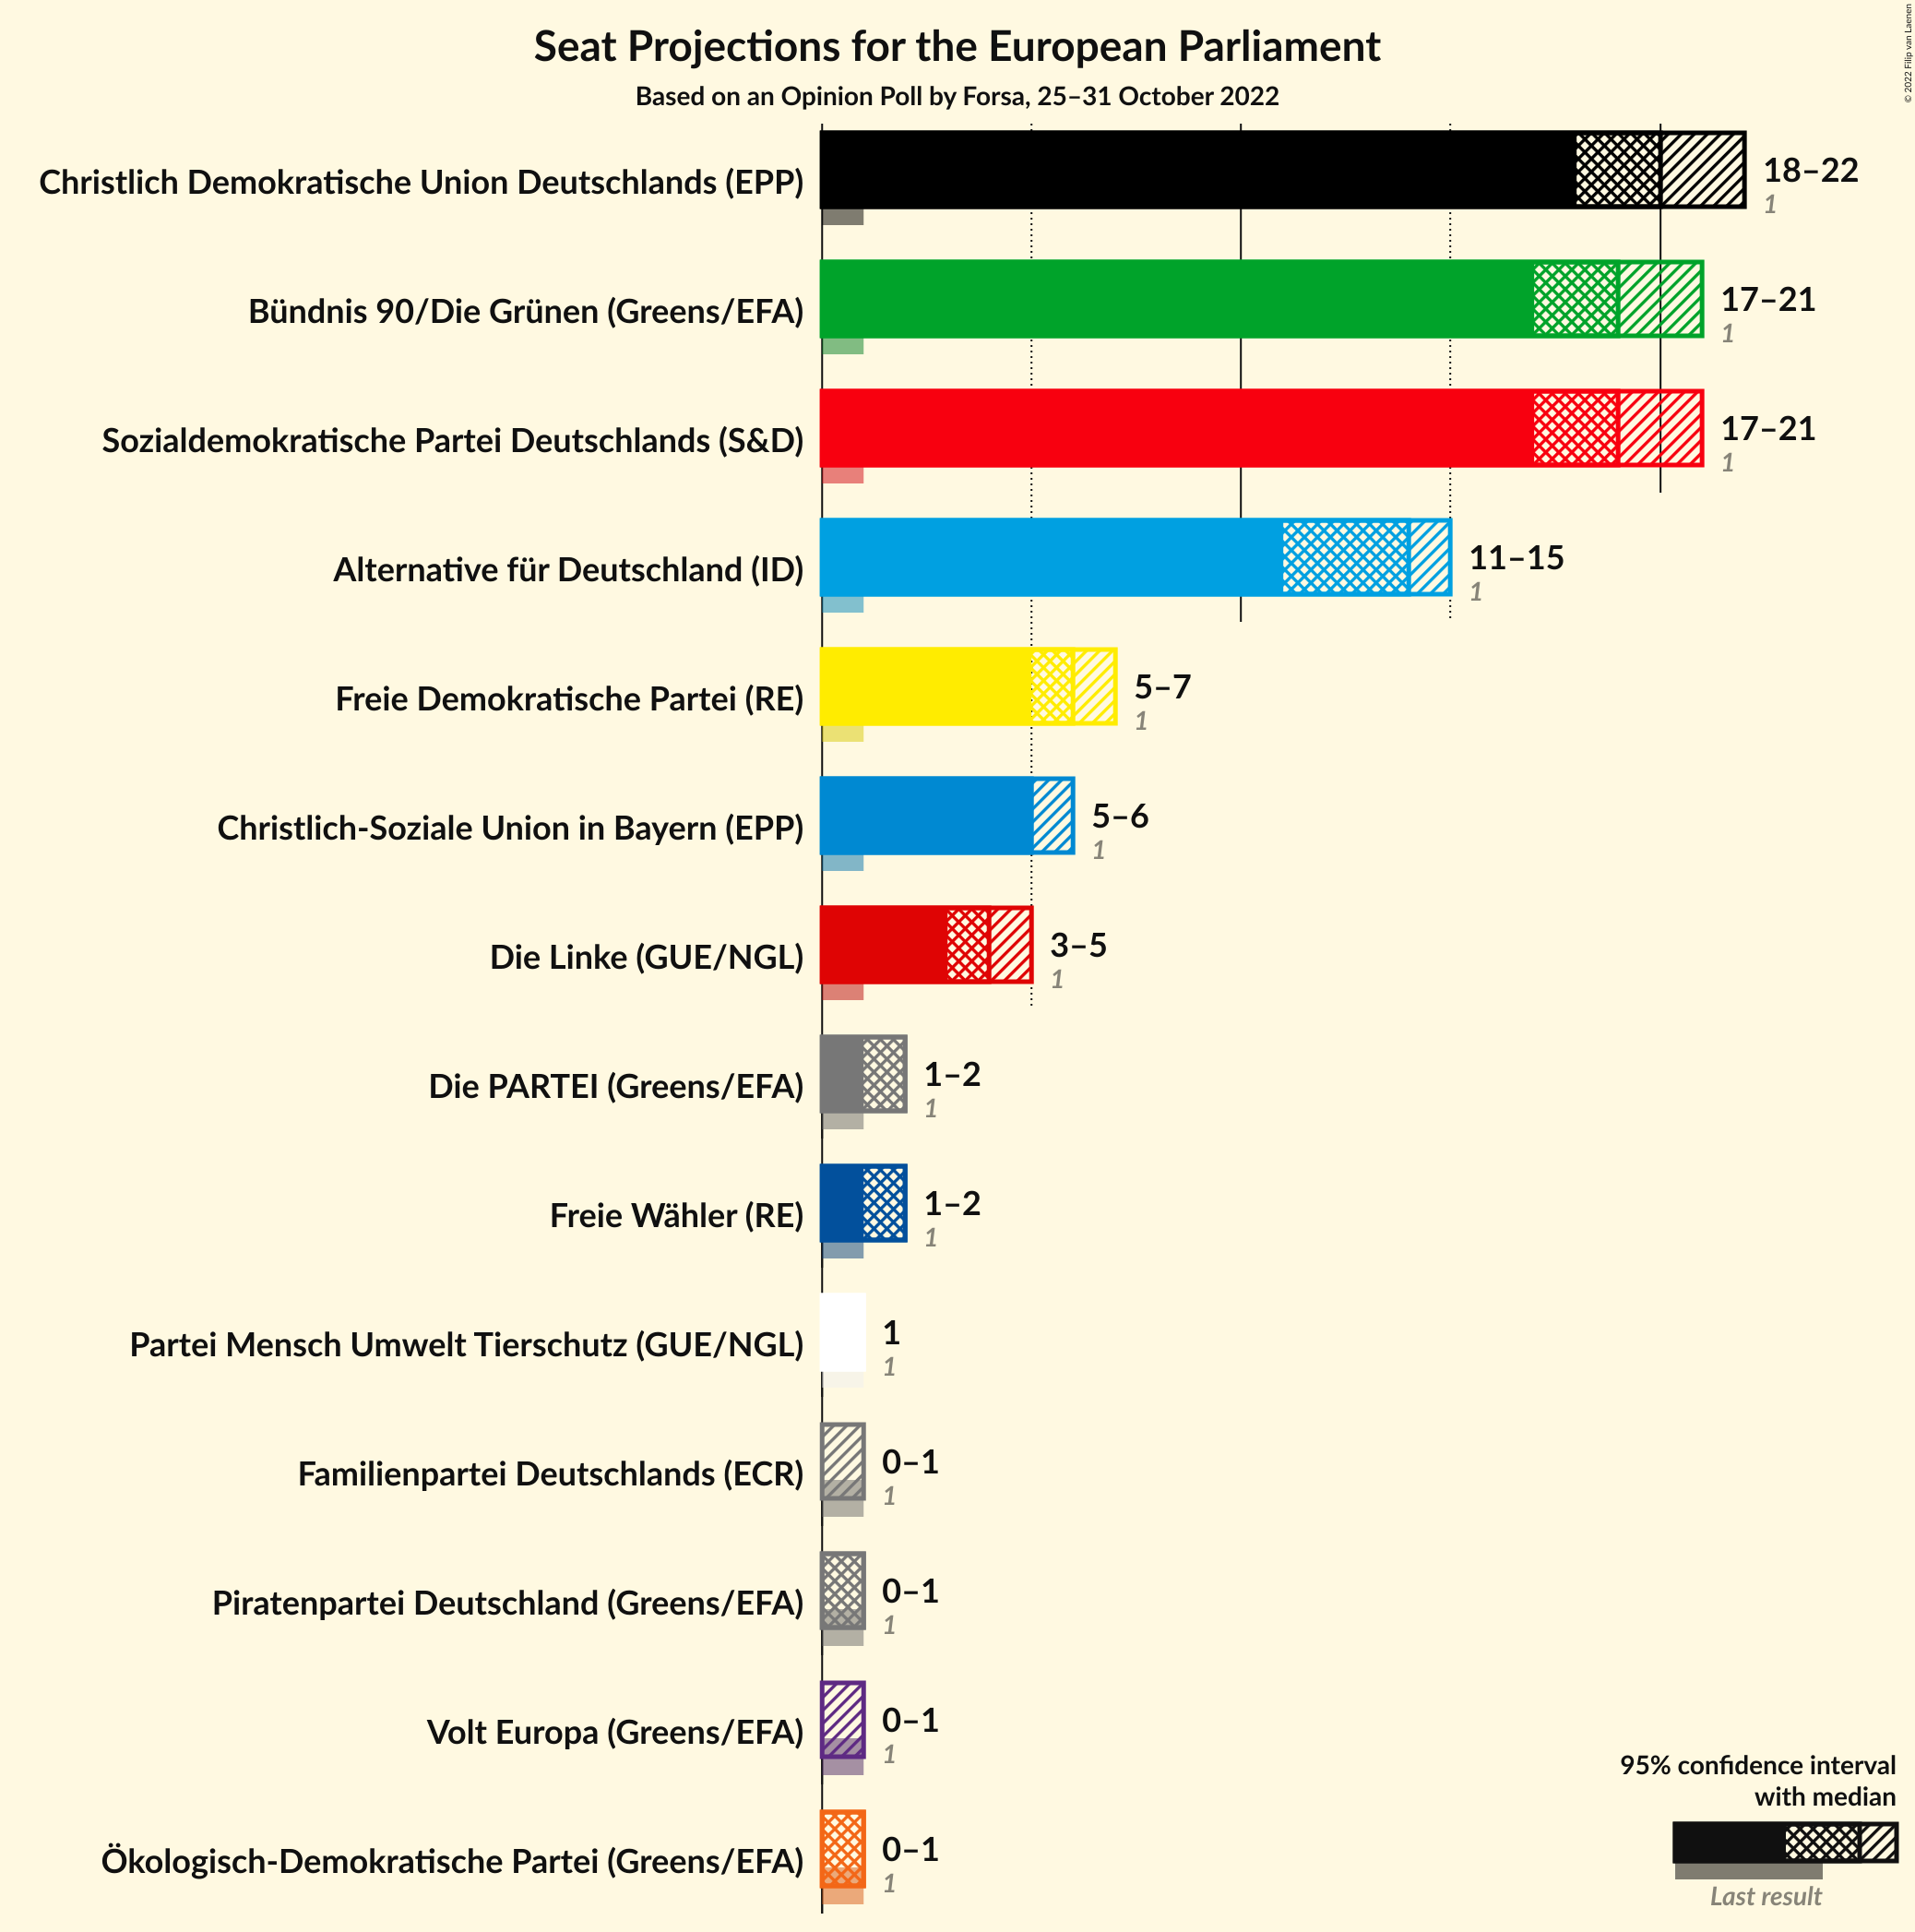 Seat Projections for the European Parliament
Based on an Opinion Poll by Forsa, 25–31 October 2022
© 2022 Filip van Laenen
Christlich Demokratische Union Deutschlands (EPP)
18–22
1
Bündnis 90/Die Grünen (Greens/EFA)
17–21
1
Sozialdemokratische Partei Deutschlands (S&D)
17–21
1
Alternative für Deutschland (ID)
11–15
1
Freie Demokratische Partei (RE)
5–7
1
Christlich-Soziale Union in Bayern (EPP)
5–6
1
Die Linke (GUE/NGL)
3–5
1
Die PARTEI (Greens/EFA)
1–2
1
Freie Wähler (RE)
1–2
1
Partei Mensch Umwelt Tierschutz (GUE/NGL)
1
1
Familienpartei Deutschlands (ECR)
0–1
1
Piratenpartei Deutschland (Greens/EFA)
0–1
1
Volt Europa (Greens/EFA)
0–1
1
Ökologisch-Demokratische Partei (Greens/EFA)
0–1
1
95% confidence interval
with median
Last result